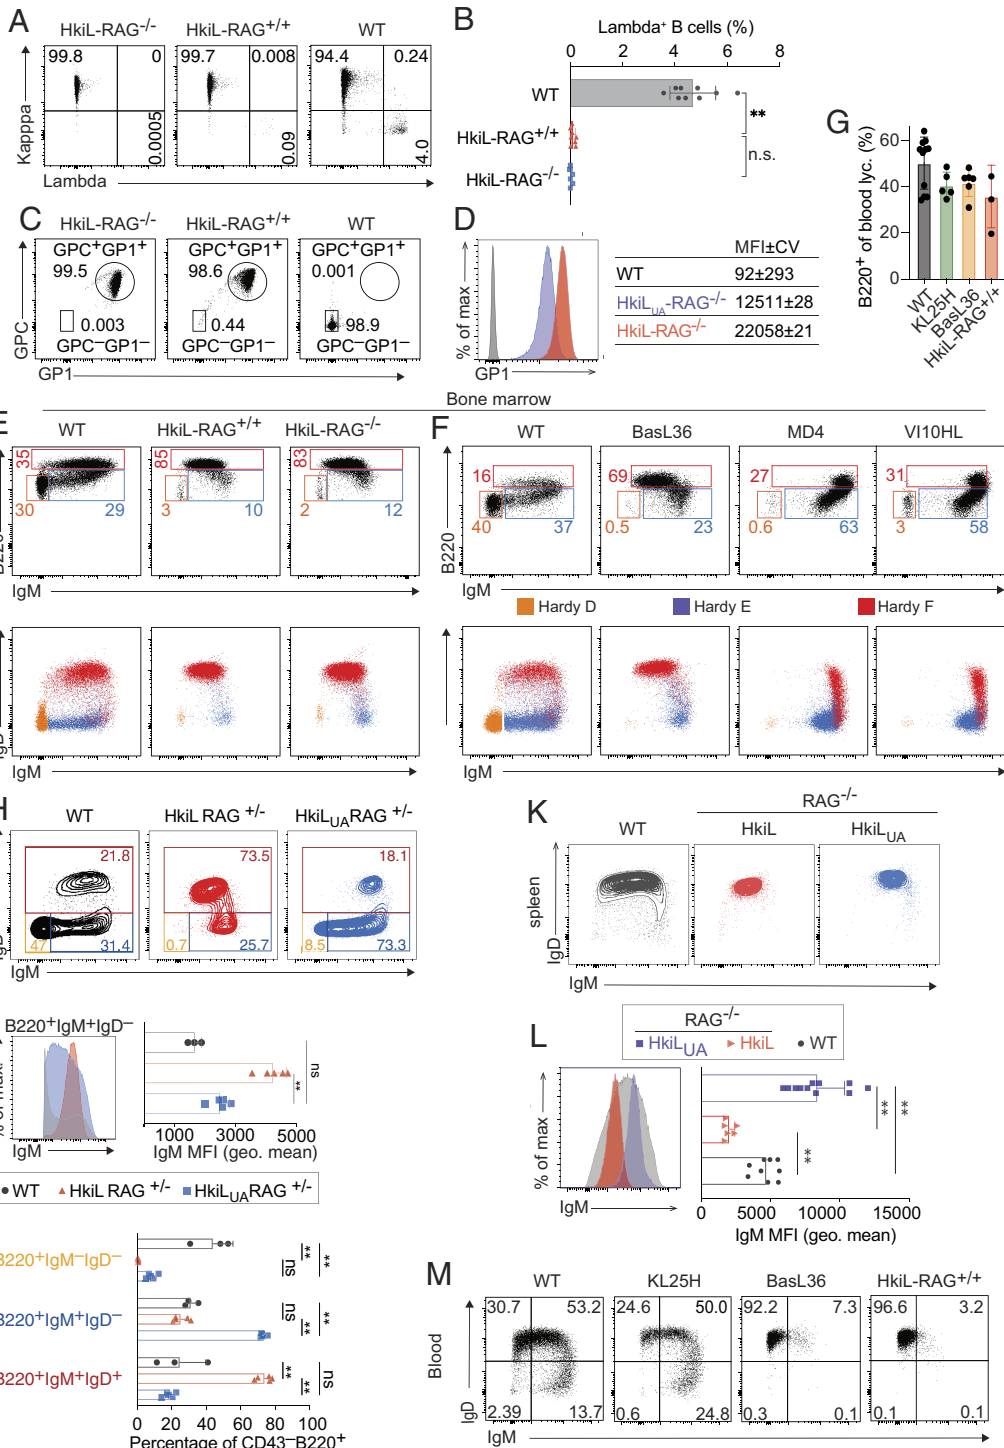 A
HkiL-RAG-/-
HkiL-RAG+/+
WT
99.8
0
0.0005
99.7
0.008
0.09
94.4
0.24
4.0
Kapppa
Lambda
B
Lambda+ B cells (%)
0 2 4 6 8
WT
HkiL-RAG+/+
HkiL-RAG-/-
**
n.s.
G
B220+ of blood lyc. (%)
60
40
20
0
WT
KL25H
BasL36
HkiL-RAG+/+
C
HkiL-RAG-/-
HkiL-RAG+/+
WT
GPC+GP1+
99.5
0.003
GPC–GP1–
GPC+GP1+
98.6
0.44
GPC–GP1–
GPC+GP1+
0.001
98.9
GPC–GP1–
GPC
GP1
D
% of max
GP1
MFI±CV
WT 92±293
HkiLUA-RAG-/- 12511±28
HkiL-RAG-/- 22058±21
Bone marrow
E
WT
HkiL-RAG+/+
HkiL-RAG-/-
35
30
29
85
3
10
83
2
12
B220
IgM
IgD
IgM
F
WT
BasL36
MD4
VI10HL
16
40
37
69
0.5
23
27
0.6
63
31
3
58
B220
IgM
Hardy D
Hardy E
Hardy F
IgM
H
WT
HkiL RAG +/-
HkiLUARAG +/-
21.8
47
31.4
73.5
0.7
25.7
18.1
8.5
73.3
IgD
IgM
B220+IgM+IgD–
% of max.
IgM
ns
**
1000 3000 5000
IgM MFI (geo. mean)
WT
HkiL RAG +/-
HkiLUARAG +/-
B220+IgM–IgD–
B220+IgM+IgD–
B220+IgM+IgD+
**
**
ns
ns
**
**
**
**
ns
0 20 40 60 80 100
Percentage of CD43–B220+
K
RAG-/-
WT
HkiL
HkiLUA
spleen
IgD
IgM
L
RAG-/-
HkiLUA
HkiL
WT
% of max
IgM
**
**
**
0 5000 10000 15000
IgM MFI (geo. mean)
M
WT
KL25H
BasL36
HkiL-RAG+/+
30.7
53.2
2.39
13.7
24.6
50.0
0.6
24.8
92.2
7.3
0.3
0.1
96.6
3.2
0.1
0.1
Blood
IgD
IgM